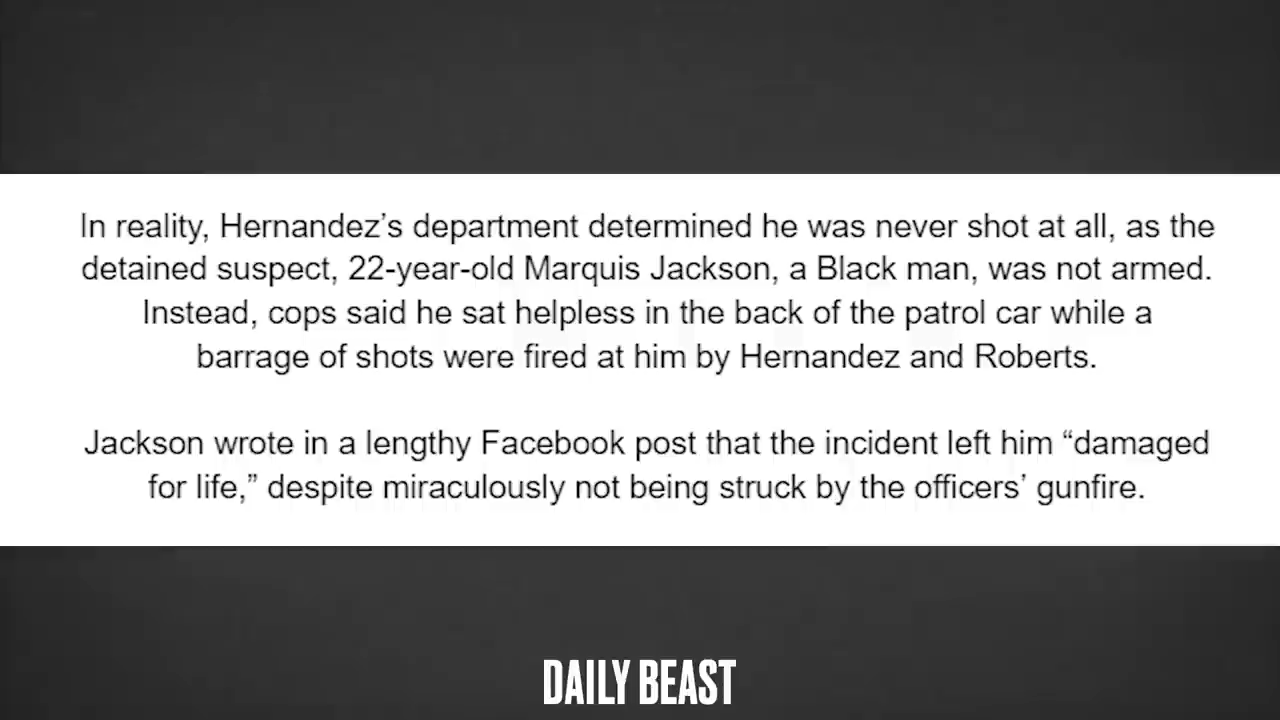 In reality, Hernandez’s department determined he was never shot at all, as the
detained suspect, 22-year-old Marquis Jackson, a Black man, was not armed.
Instead, cops said he sat helpless in the back of the patrol car while a
barrage of shots were fired at him by Hernandez and Roberts.
Jackson wrote in a lengthy Facebook post that the incident left him “damaged
for life,” despite miraculously not being struck by the officers’ gunfire.
DAILY BEAST